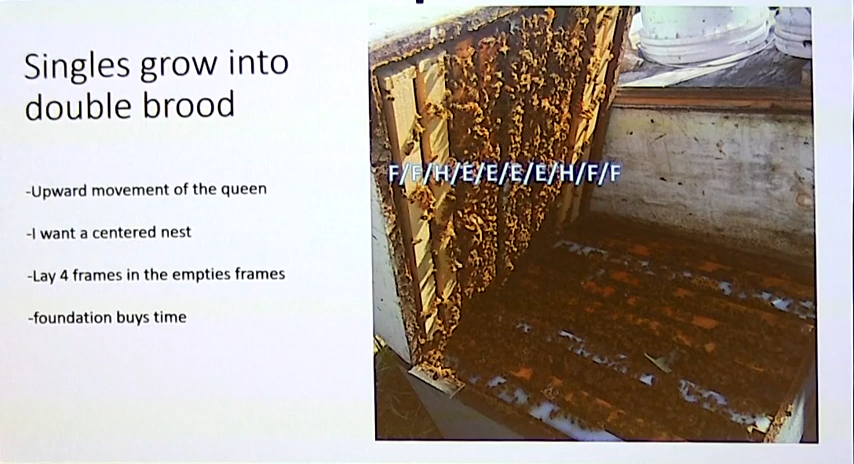 Singles grow into
double brood
-Upward movement of the queen
-I want a centered nest
-Lay 4 frames in the empties frames
-foundation buys time
F/F/H/E/E/E/E/H/F/F